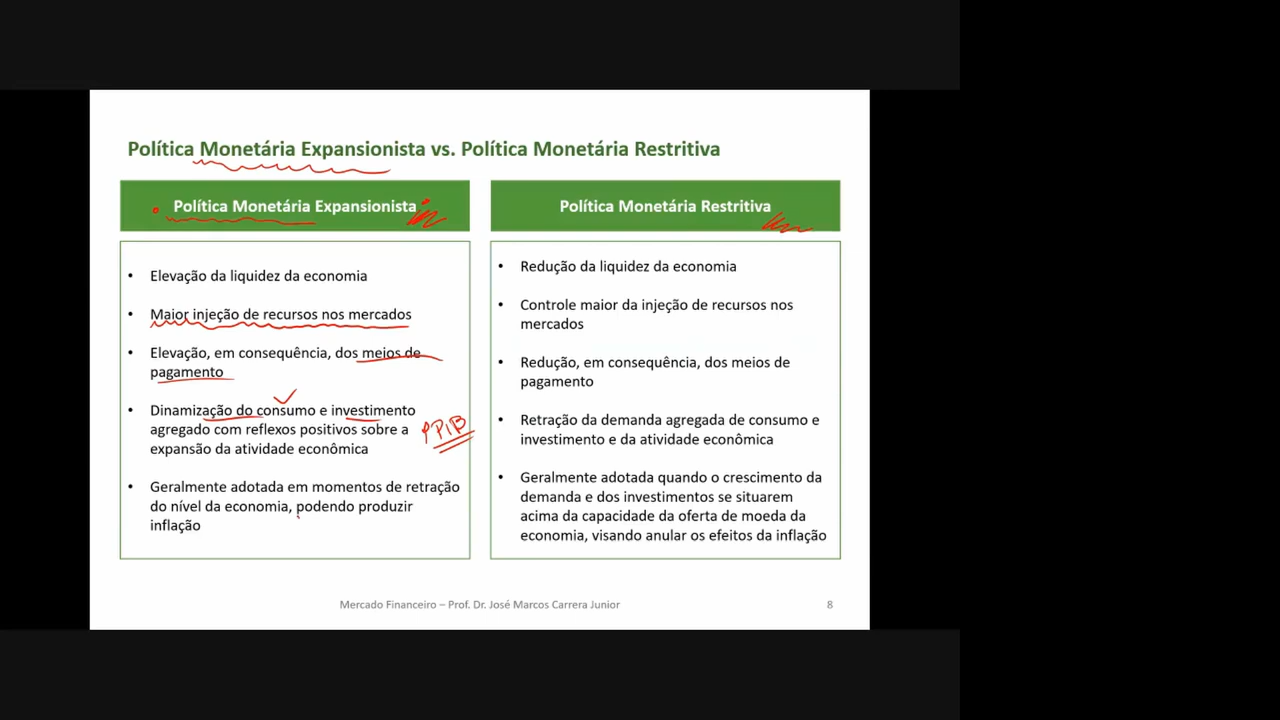 Política Monetária Expansionista vs. Política Monetária Restritiva
Política Monetária Expansionista
• Elevação da liquidez da economia
• Maior injeção de recursos nos mercados
• Elevação, em consequência, dos meios de
pagamento
• Dinamização do consumo e investimento
agregado com reflexos positivos sobre a
expansão da atividade econômica
↑PIB
• Geralmente adotada em momentos de retração
do nível da economia, podendo produzir
inflação
Política Monetária Restritiva
• Redução da liquidez da economia
• Controle maior da injeção de recursos nos
mercados
• Redução, em consequência, dos meios de
pagamento
• Retração da demanda agregada de consumo e
investimento e da atividade econômica
• Geralmente adotada quando o crescimento da
demanda e dos investimentos se situarem
acima da capacidade da oferta de moeda da
economia, visando anular os efeitos da inflação
Mercado Financeiro – Prof. Dr. José Marcos Carrera Junior
8